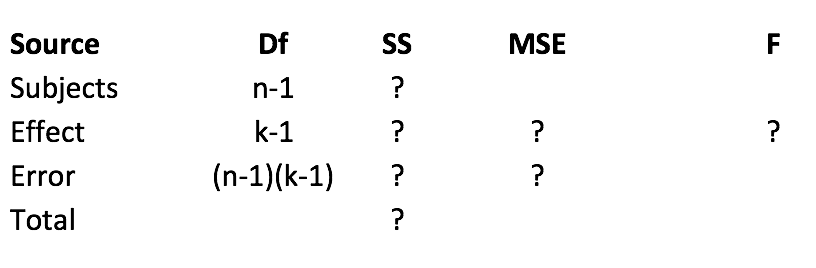 Source Df SS MSE F
Subjects n-1 ?
Effect k-1 ? ? ?
Error (n-1)(k-1) ? ?
Total ?